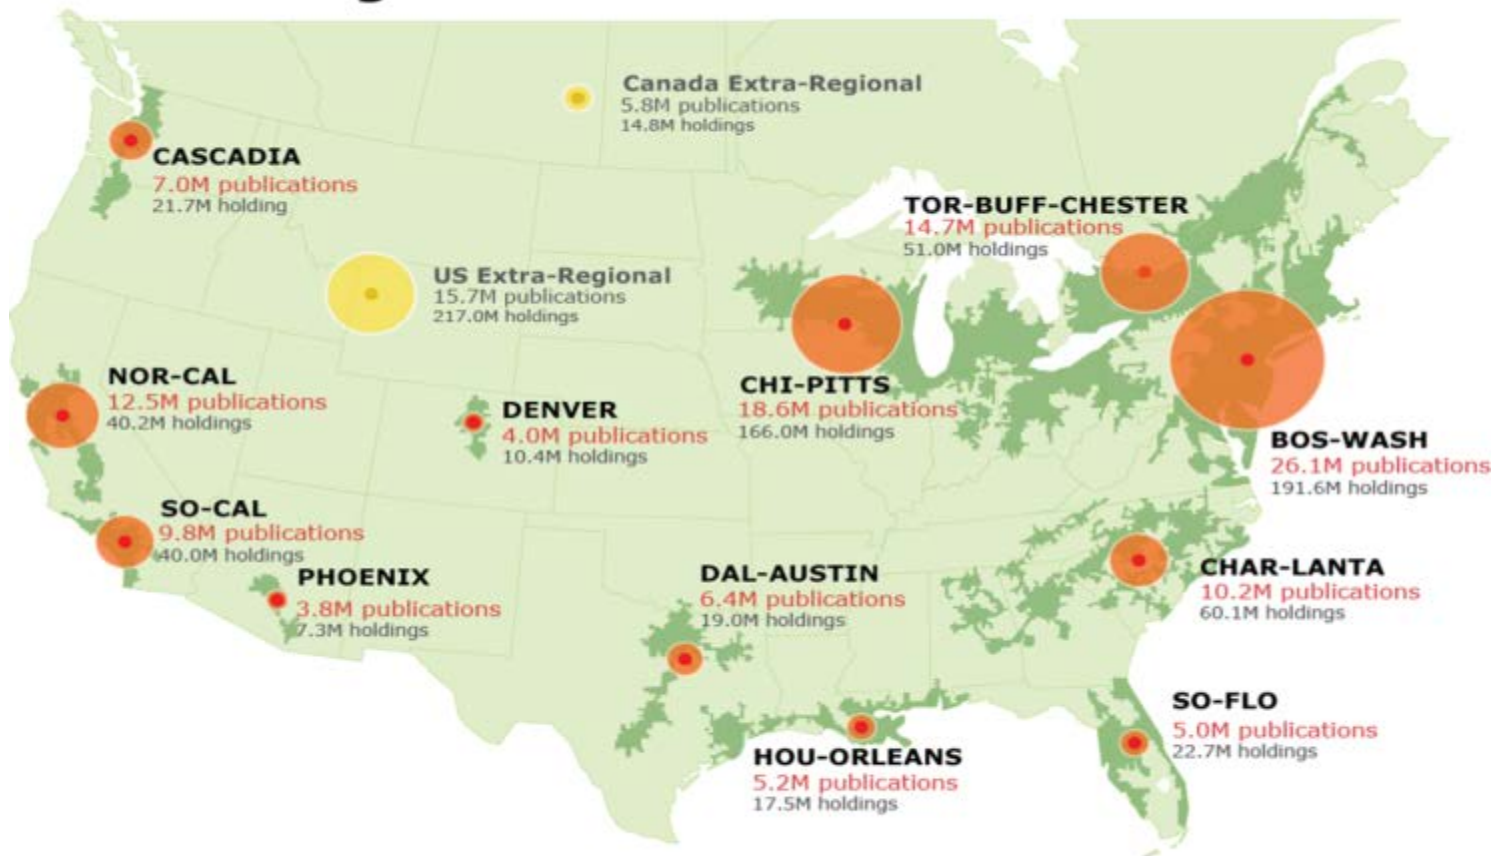 Canada Extra-Regional
5.8M publications
14.8M holdings
CASCADIA
7.0M publications
21.7M holding
TOR-BUFF-CHESTER
14.7M publications
51.0M holdings
US Extra-Regional
15.7M publications
217.0M holdings
NOR-CAL
12.5M publications
40.2M holdings
DENVER
4.0M publications
10.4M holdings
CHI-PITTS
18.6M publications
166.0M holdings
BOS-WASH
26.1M publications
191.6M holdings
SO-CAL
9.8M publications
40.0M holdings
PHOENIX
3.8M publications
7.3M holdings
DAL-AUSTIN
6.4M publications
19.0M holdings
CHAR-LANTA
10.2M publications
60.1M holdings
HOU-ORLEANS
5.2M publications
17.5M holdings
SO-FLO
5.0M publications
22.7M holdings